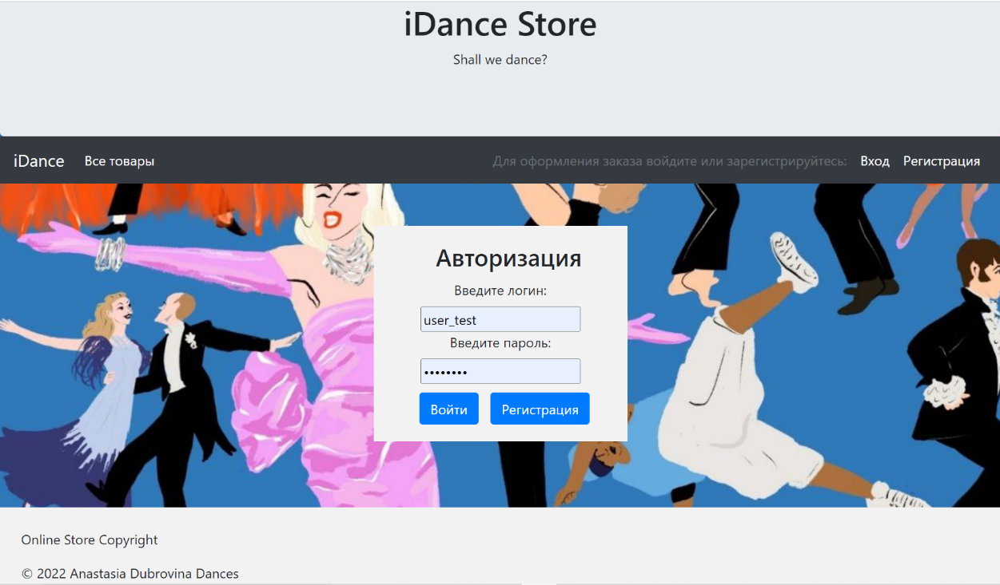 iDance Store
Shall we dance?
iDance Все товары Для оформления заказа войдите или зарегистрируйтесь: Вход Регистрация
Авторизация
Введите логин:
user_test
Введите пароль:
••••••••
Войти Регистрация
Online Store Copyright
© 2022 Anastasia Dubrovina Dances